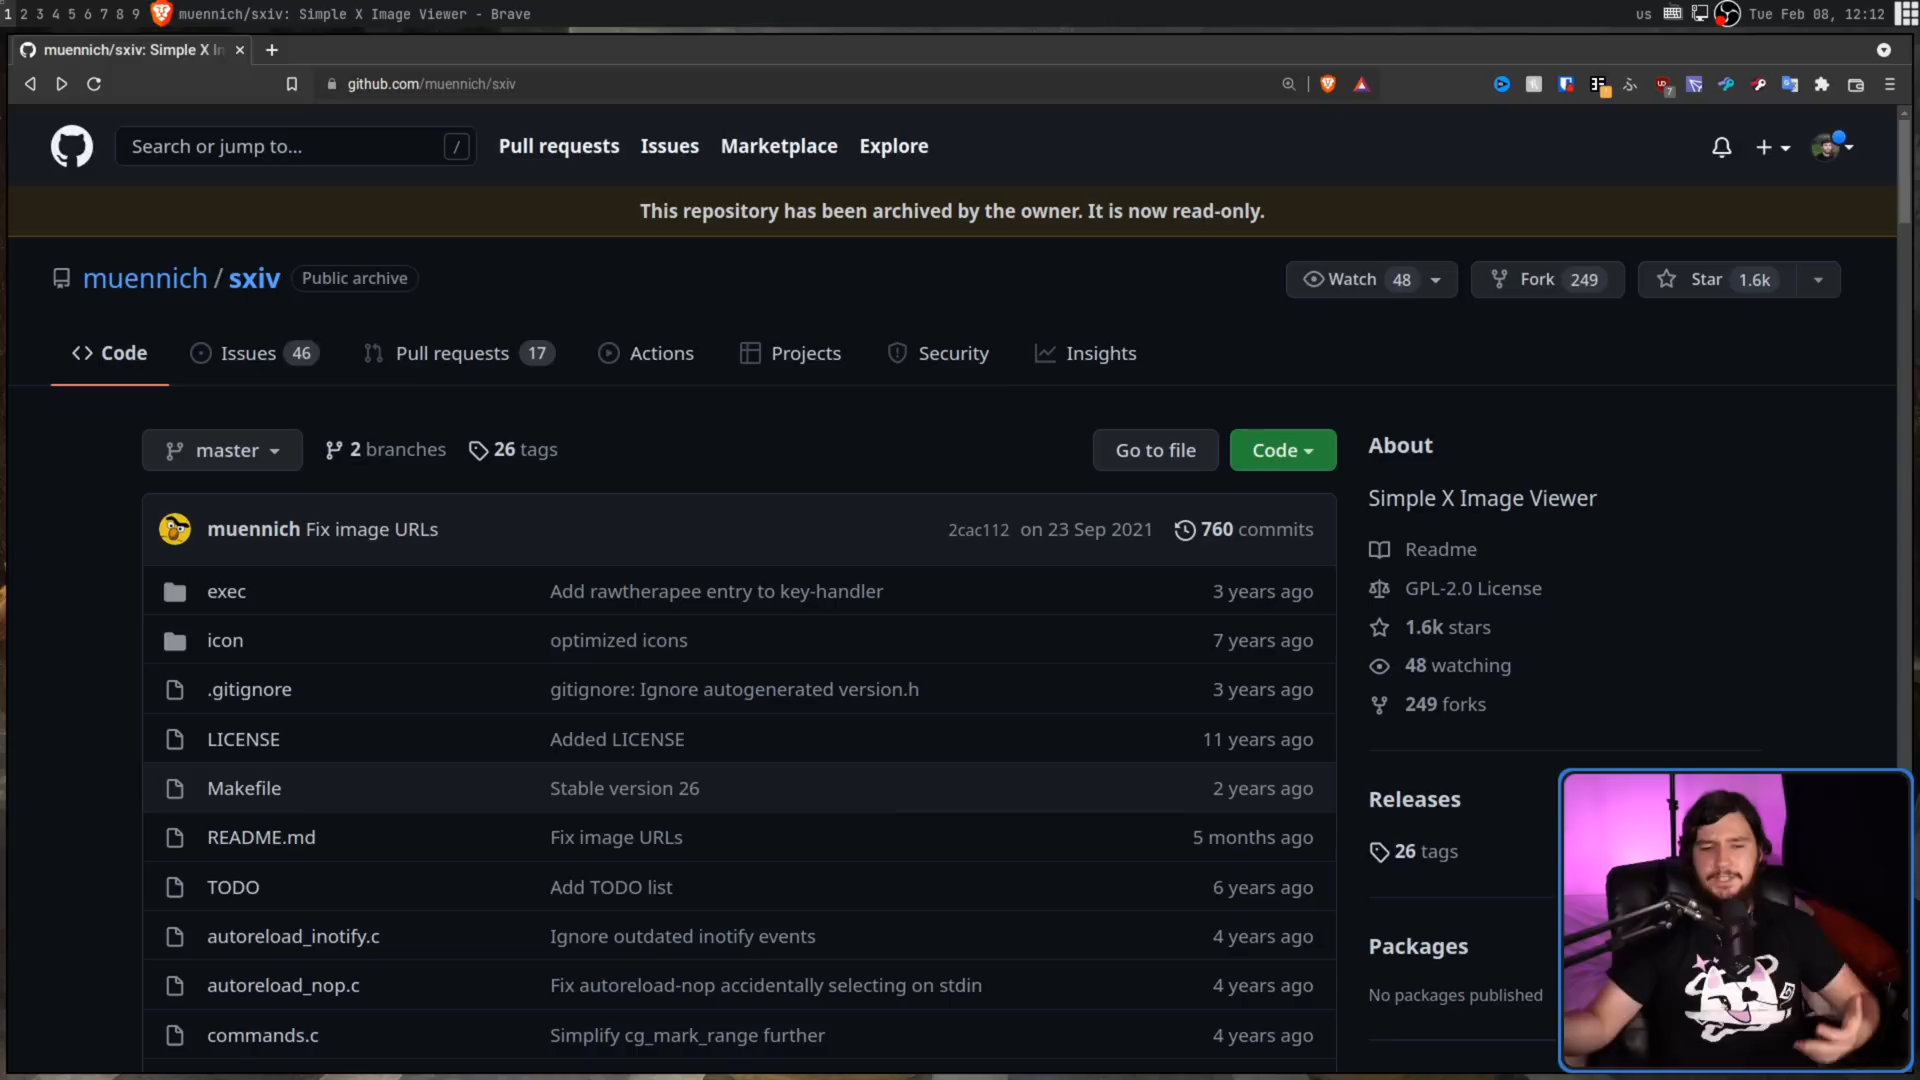 1 2 3 4 5 6 7 8 9 muennich/sxiv: Simple X Image Viewer - Brave us Tue Feb 08, 12:12
muennich/sxiv: Simple X Im
github.com/muennich/sxiv
Search or jump to... / Pull requests Issues Marketplace Explore
This repository has been archived by the owner. It is now read-only.
muennich / sxiv Public archive Watch 48 Fork 249 Star 1.6k
Code Issues 46 Pull requests 17 Actions Projects Security Insights
master 2 branches 26 tags Go to file Code
muennich Fix image URLs 2cac112 on 23 Sep 2021 760 commits
exec Add rawtherapee entry to key-handler 3 years ago
icon optimized icons 7 years ago
.gitignore gitignore: Ignore autogenerated version.h 3 years ago
LICENSE Added LICENSE 11 years ago
Makefile Stable version 26 2 years ago
README.md Fix image URLs 5 months ago
TODO Add TODO list 6 years ago
autoreload_inotify.c Ignore outdated inotify events 4 years ago
autoreload_nop.c Fix autoreload-nop accidentally selecting on stdin 4 years ago
commands.c Simplify cg_mark_range further 4 years ago
About
Simple X Image Viewer
Readme
GPL-2.0 License
1.6k stars
48 watching
249 forks
Releases
26 tags
Packages
No packages published